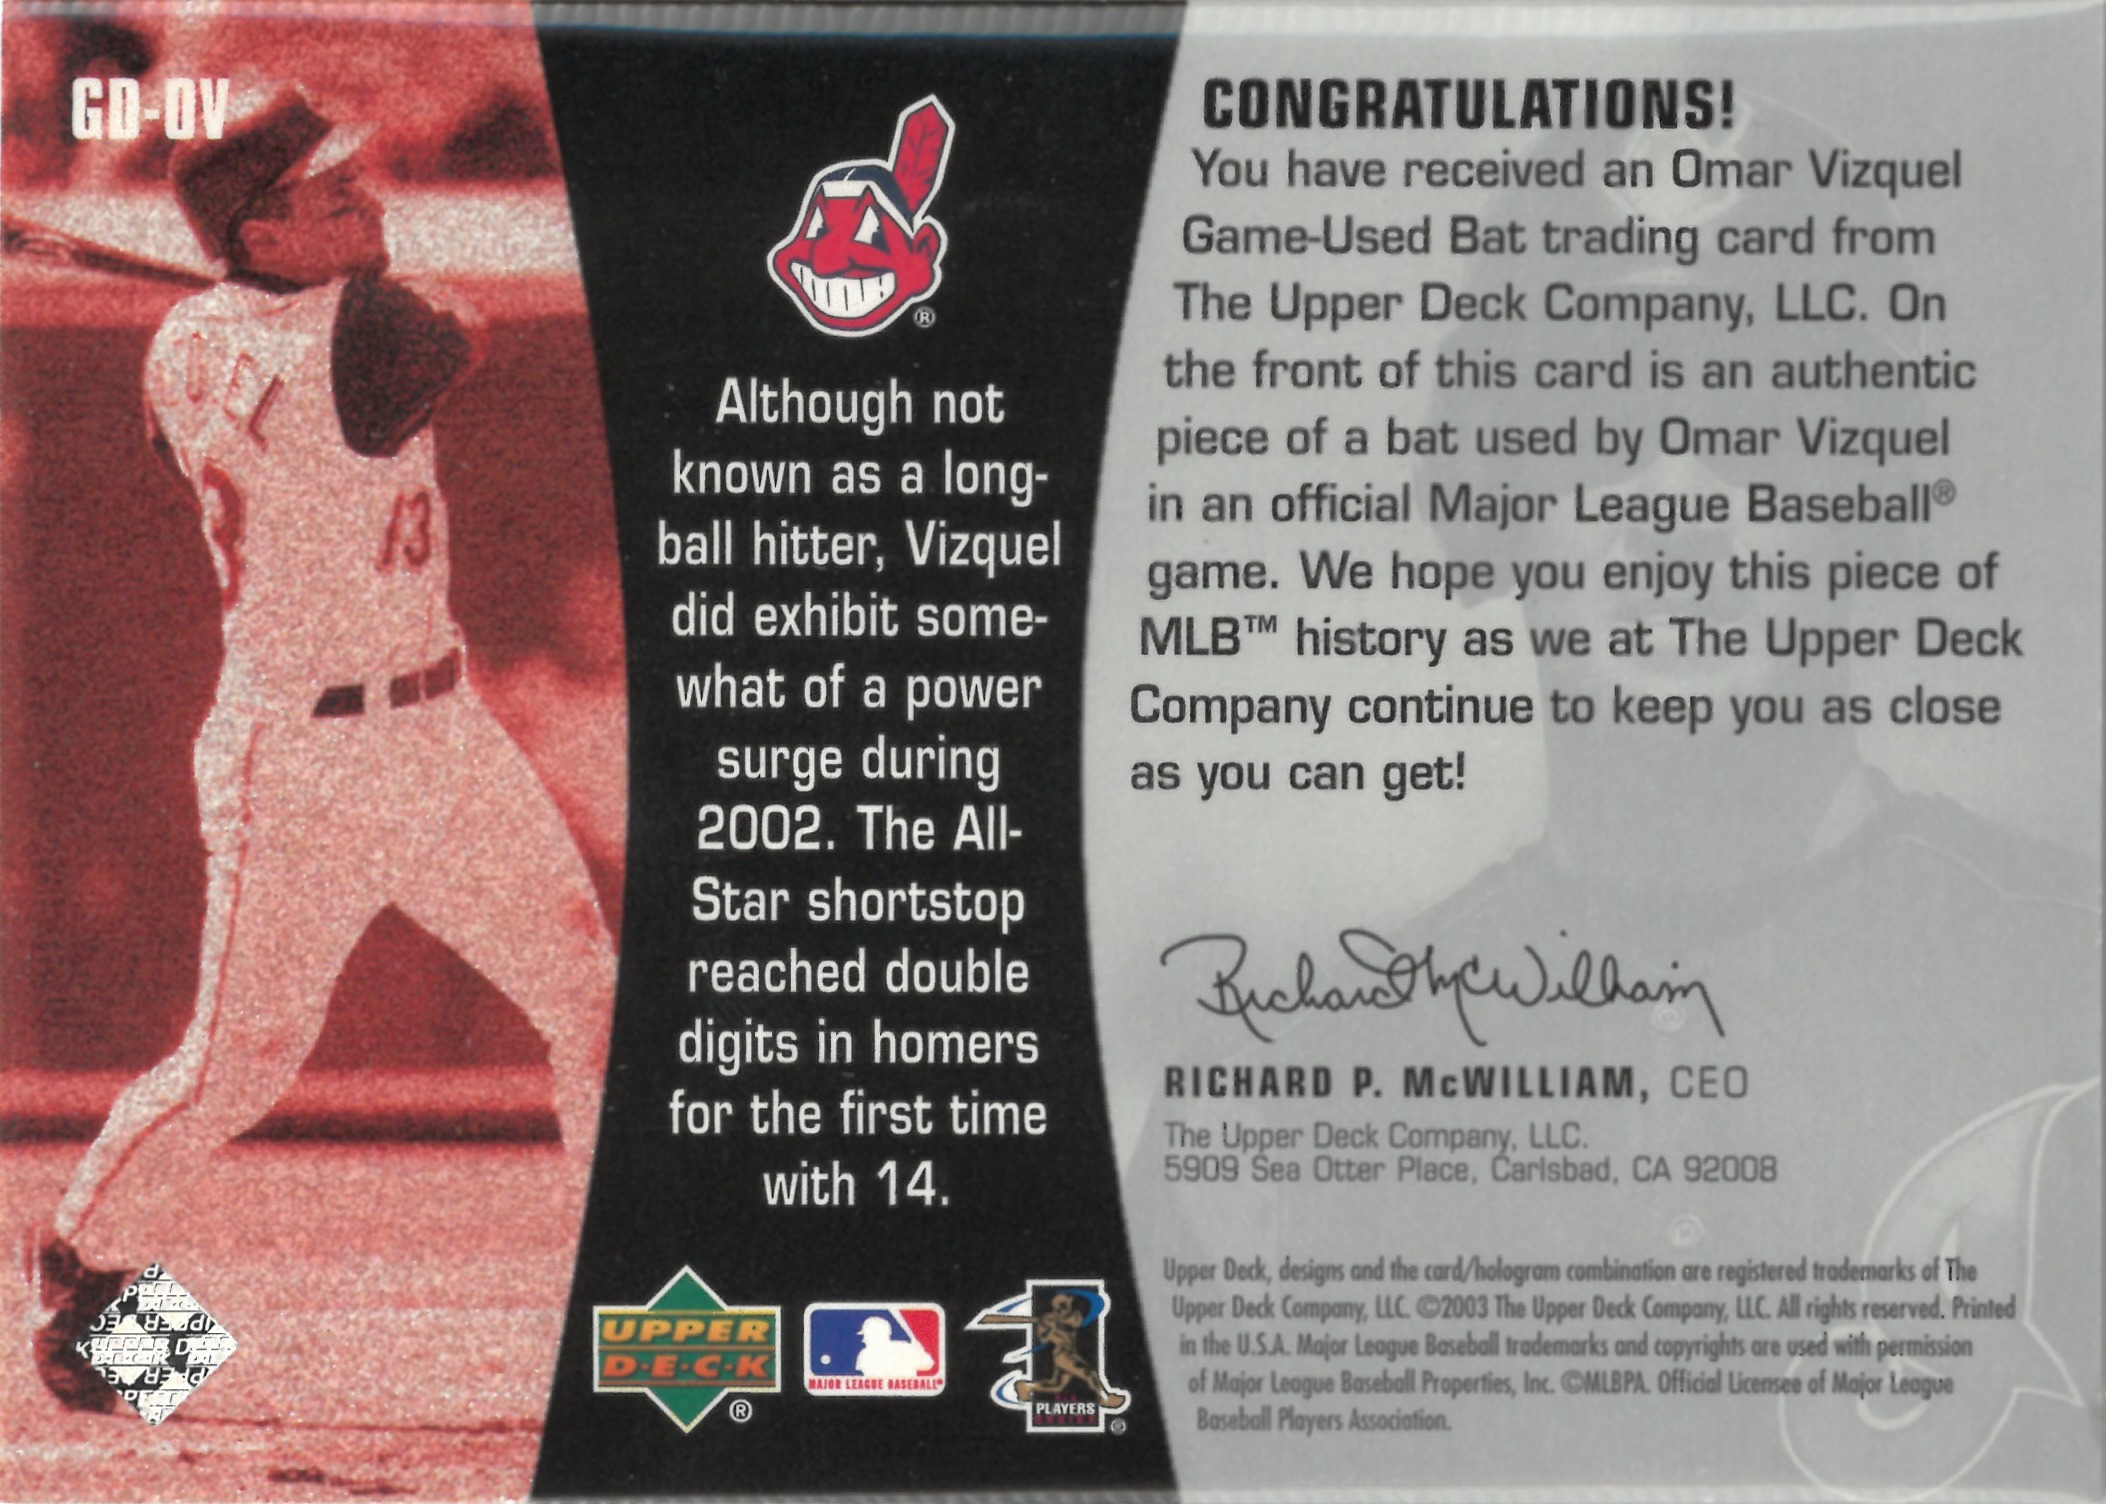 GD-OV
®
Although not
known as a long-
ball hitter, Vizquel
did exhibit some-
what of a power
surge during
2002. The All-
Star shortstop
reached double
digits in homers
for the first time
with 14.
UPPER
D·E·C·K
®
MAJOR LEAGUE BASEBALL
PLAYERS
13
CONGRATULATIONS!
You have received an Omar Vizquel
Game-Used Bat trading card from
The Upper Deck Company, LLC. On
the front of this card is an authentic
piece of a bat used by Omar Vizquel
in an official Major League Baseball®
game. We hope you enjoy this piece of
MLB™ history as we at The Upper Deck
Company continue to keep you as close
as you can get!
Richard P. McWilliam
RICHARD P. McWILLIAM, CEO
The Upper Deck Company, LLC.
5909 Sea Otter Place, Carlsbad, CA 92008
Upper Deck, designs and the card/hologram combination are registered trademarks of The
Upper Deck Company, LLC. ©2003 The Upper Deck Company, LLC. All rights reserved. Printed
in the U.S.A. Major League Baseball trademarks and copyrights are used with permission
of Major League Baseball Properties, Inc. ©MLBPA. Official Licensee of Major League
Baseball Players Association.